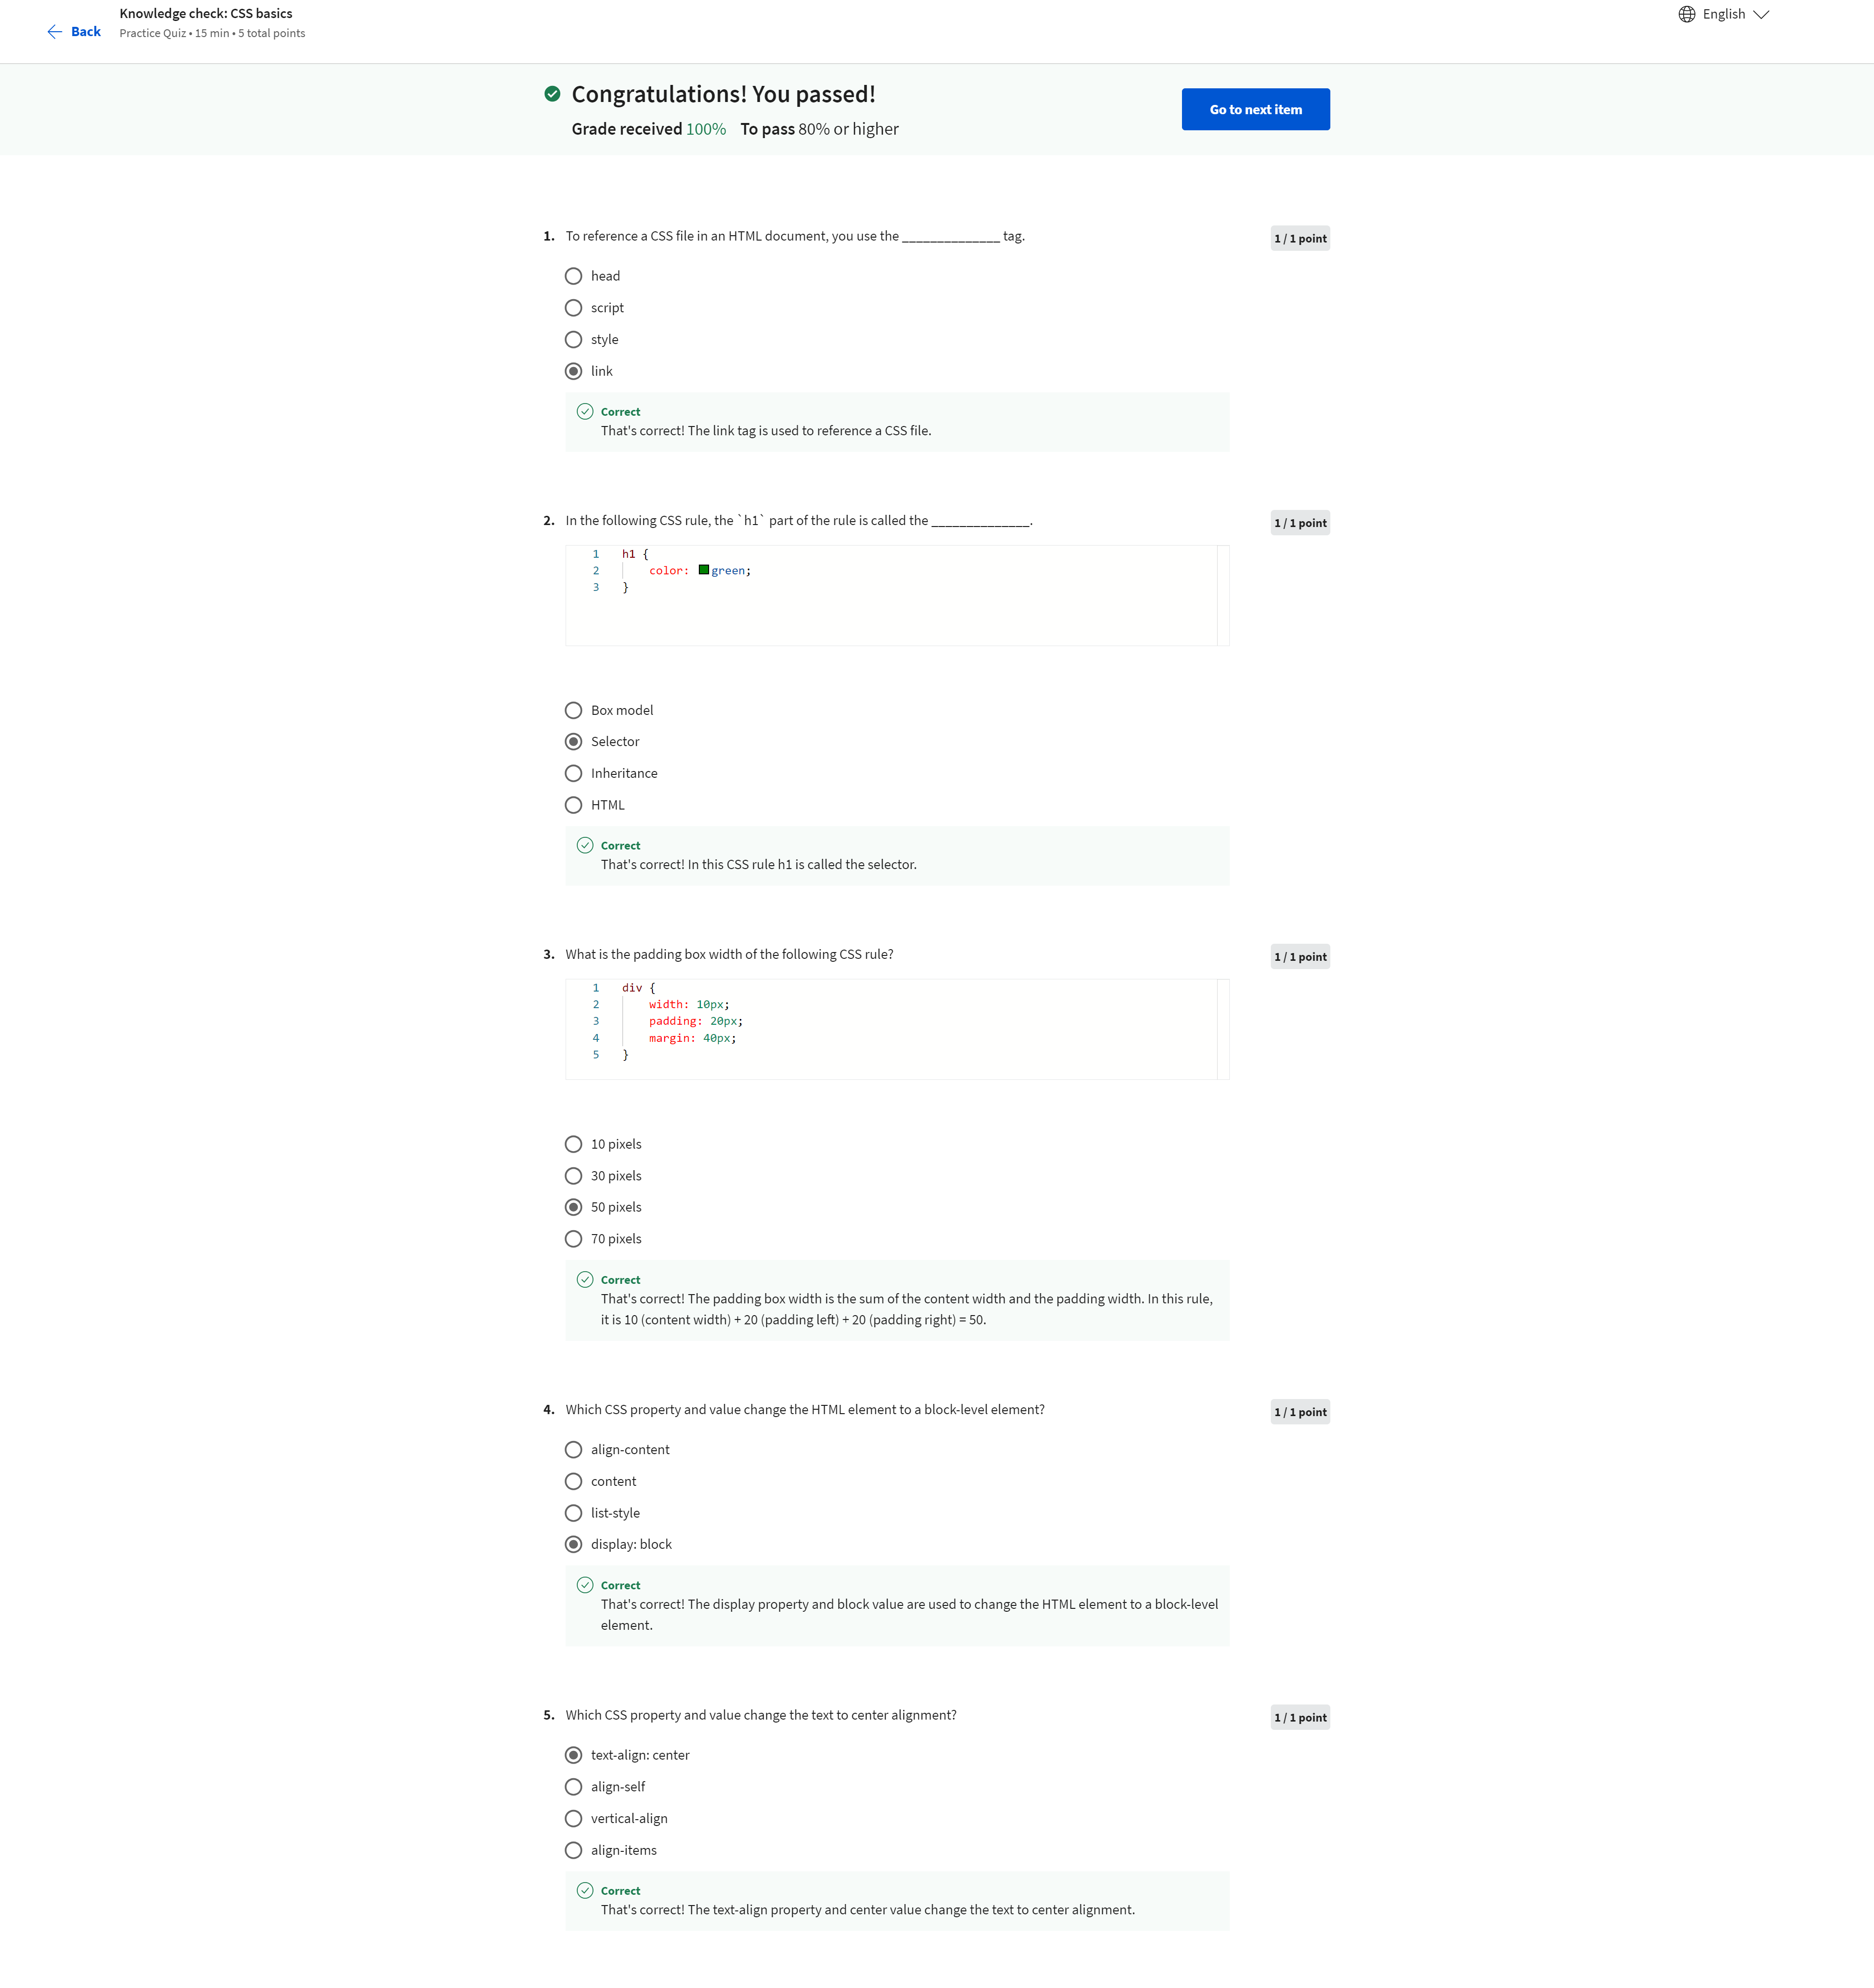 Knowledge check: CSS basics
Back
Practice Quiz • 15 min • 5 total points
English
Congratulations! You passed!
Grade received 100% To pass 80% or higher
Go to next item
1. To reference a CSS file in an HTML document, you use the ______________ tag.
1 / 1 point
head
script
style
link
Correct
That's correct! The link tag is used to reference a CSS file.
2. In the following CSS rule, the `h1` part of the rule is called the ______________.
1 / 1 point
1 h1 {
2 color: green;
3 }
Box model
Selector
Inheritance
HTML
Correct
That's correct! In this CSS rule h1 is called the selector.
3. What is the padding box width of the following CSS rule?
1 / 1 point
1 div {
2 width: 10px;
3 padding: 20px;
4 margin: 40px;
5 }
10 pixels
30 pixels
50 pixels
70 pixels
Correct
That's correct! The padding box width is the sum of the content width and the padding width. In this rule,
it is 10 (content width) + 20 (padding left) + 20 (padding right) = 50.
4. Which CSS property and value change the HTML element to a block-level element?
1 / 1 point
align-content
content
list-style
display: block
Correct
That's correct! The display property and block value are used to change the HTML element to a block-level
element.
5. Which CSS property and value change the text to center alignment?
1 / 1 point
text-align: center
align-self
vertical-align
align-items
Correct
That's correct! The text-align property and center value change the text to center alignment.